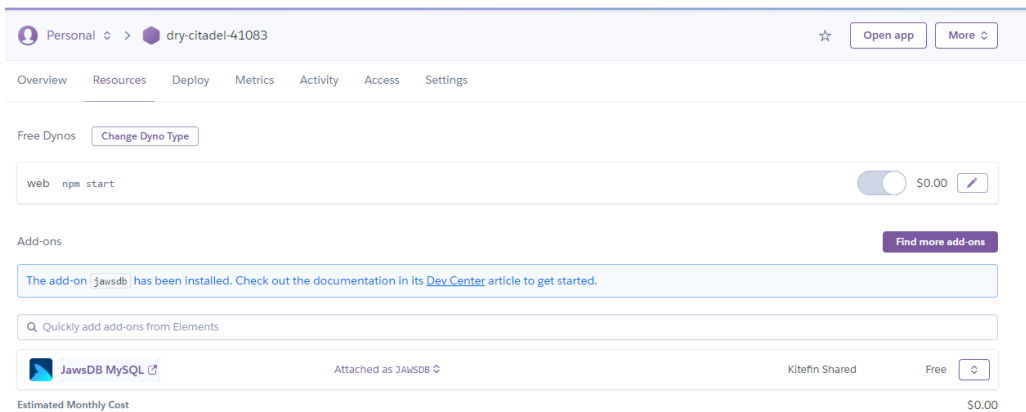 Personal > dry-citadel-41083 Open app More
Overview Resources Deploy Metrics Activity Access Settings
Free Dynos Change Dyno Type
web npm start $0.00
Add-ons Find more add-ons
The add-on jawsdb has been installed. Check out the documentation in its Dev Center article to get started.
Quickly add add-ons from Elements
JawsDB MySQL Attached as JAWSDB Kitefin Shared Free
Estimated Monthly Cost $0.00